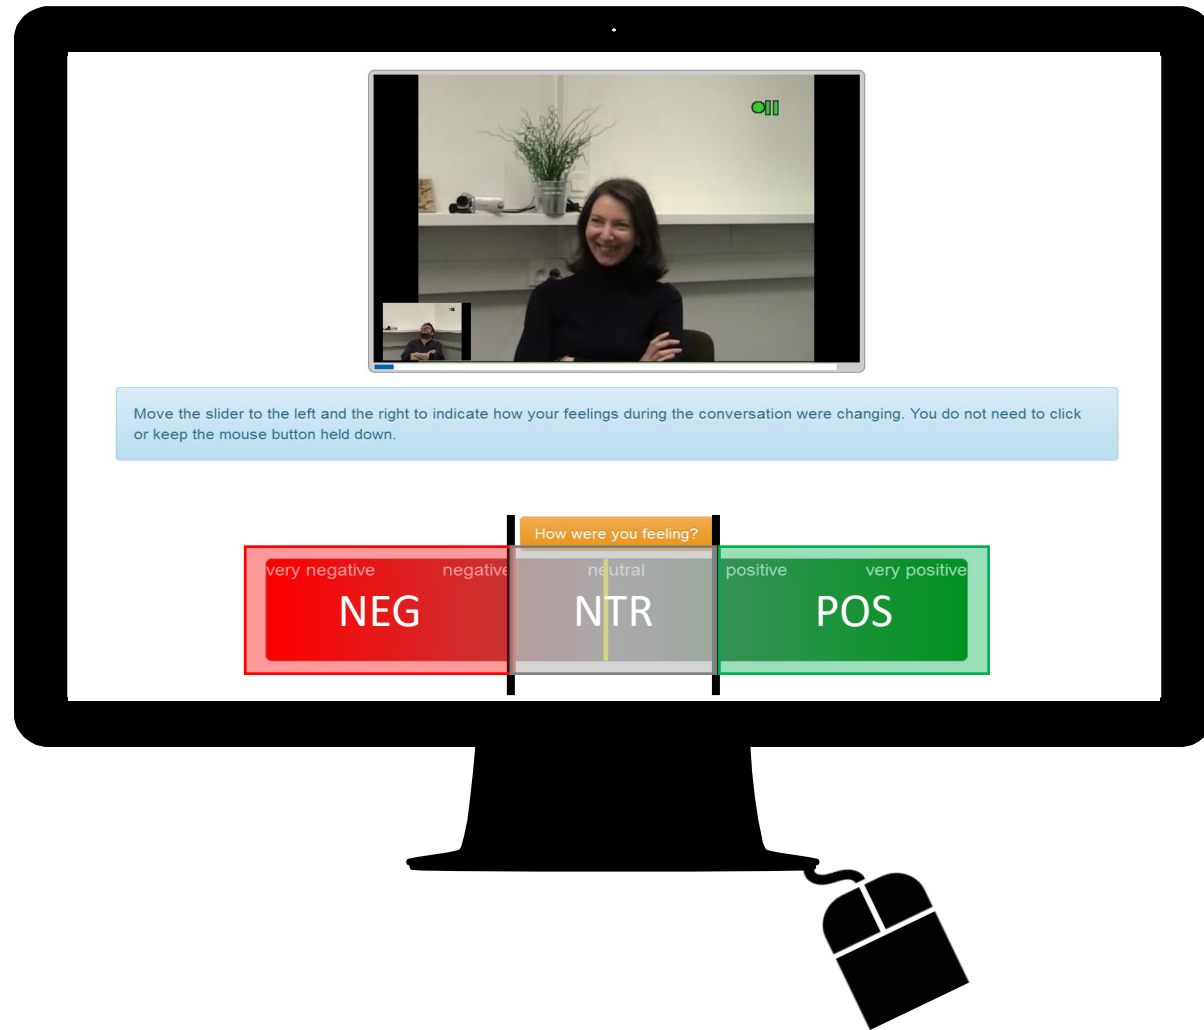 Move the slider to the left and the right to indicate how your feelings during the conversation were changing. You do not need to click
or keep the mouse button held down.
How were you feeling?
very negative negative neutral positive very positive
NEG NTR POS